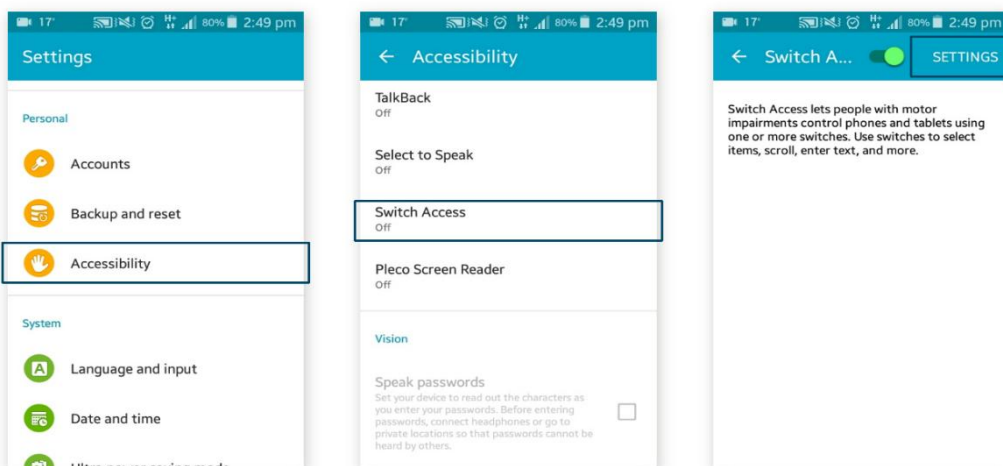 17° H+ 80% 2:49 pm
Settings
Personal
Accounts
Backup and reset
Accessibility
System
Language and input
Date and time
17° H+ 80% 2:49 pm
Accessibility
TalkBack
Off
Select to Speak
Off
Switch Access
Off
Pleco Screen Reader
Off
Vision
Speak passwords
Set your device to read out the characters as
you enter your passwords. Before entering
passwords, connect headphones or go to
private locations so that passwords cannot be
heard by others.
17° H+ 80% 2:49 pm
Switch A... SETTINGS
Switch Access lets people with motor
impairments control phones and tablets using
one or more switches. Use switches to select
items, scroll, enter text, and more.